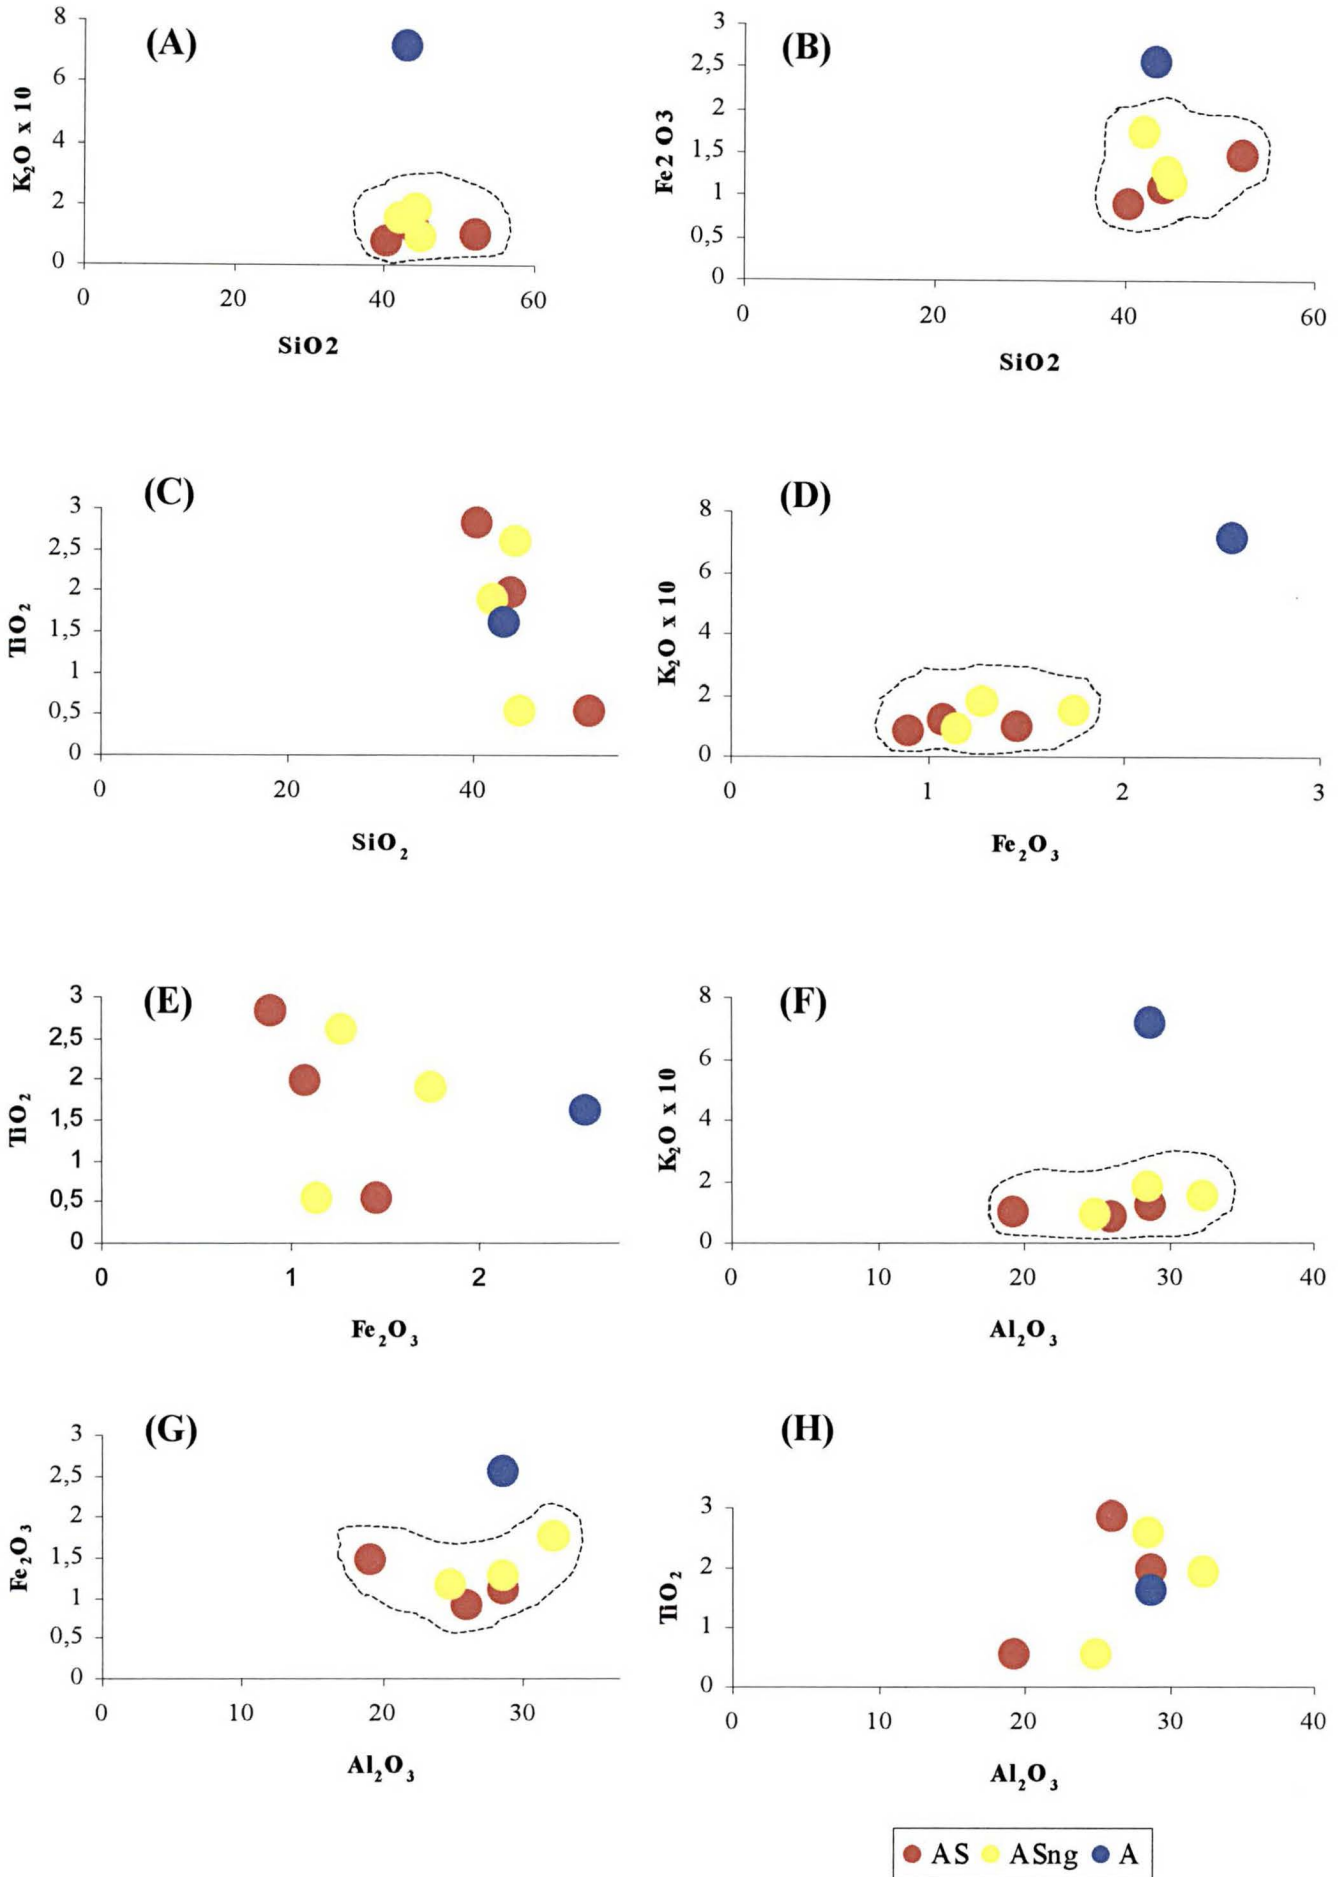 (A)
8
6
4
2
0
K₂O x 10
0 20 40 60
SiO2
(B)
3
2,5
2
1,5
1
0,5
0
Fe2 O3
0 20 40 60
SiO2
(C)
3
2,5
2
1,5
1
0,5
0
TiO₂
0 20 40
SiO₂
(D)
8
6
4
2
0
K₂O x 10
0 1 2 3
Fe₂O₃
(E)
3
2,5
2
1,5
1
0,5
0
TiO₂
0 1 2
Fe₂O₃
(F)
8
6
4
2
0
K₂O x 10
0 10 20 30 40
Al₂O₃
(G)
3
2,5
2
1,5
1
0,5
0
Fe₂O₃
0 10 20 30
Al₂O₃
(H)
3
2
1
0
TiO₂
0 10 20 30 40
Al₂O₃
AS ASng A